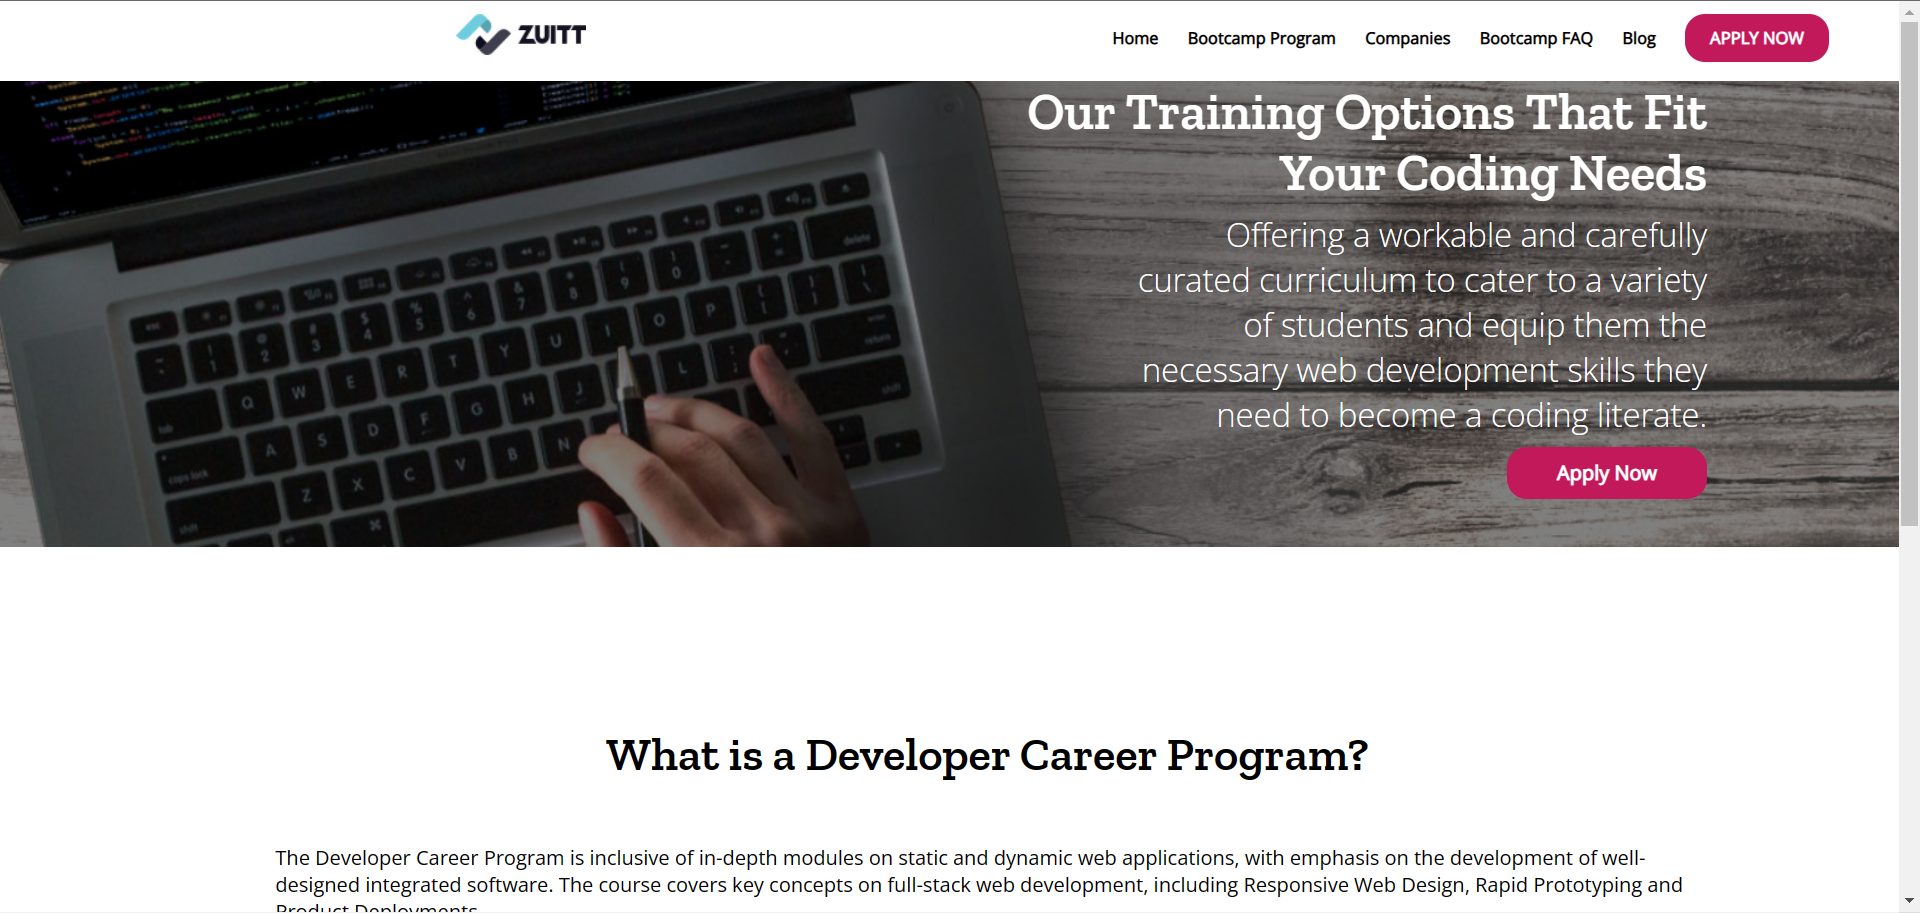 ZUITT
Home
Bootcamp Program
Companies
Bootcamp FAQ
Blog
APPLY NOW
Our Training Options That Fit
Your Coding Needs
Offering a workable and carefully
curated curriculum to cater to a variety
of students and equip them the
necessary web development skills they
need to become a coding literate.
Apply Now
What is a Developer Career Program?
The Developer Career Program is inclusive of in-depth modules on static and dynamic web applications, with emphasis on the development of well-
designed integrated software. The course covers key concepts on full-stack web development, including Responsive Web Design, Rapid Prototyping and
Product Deployments.